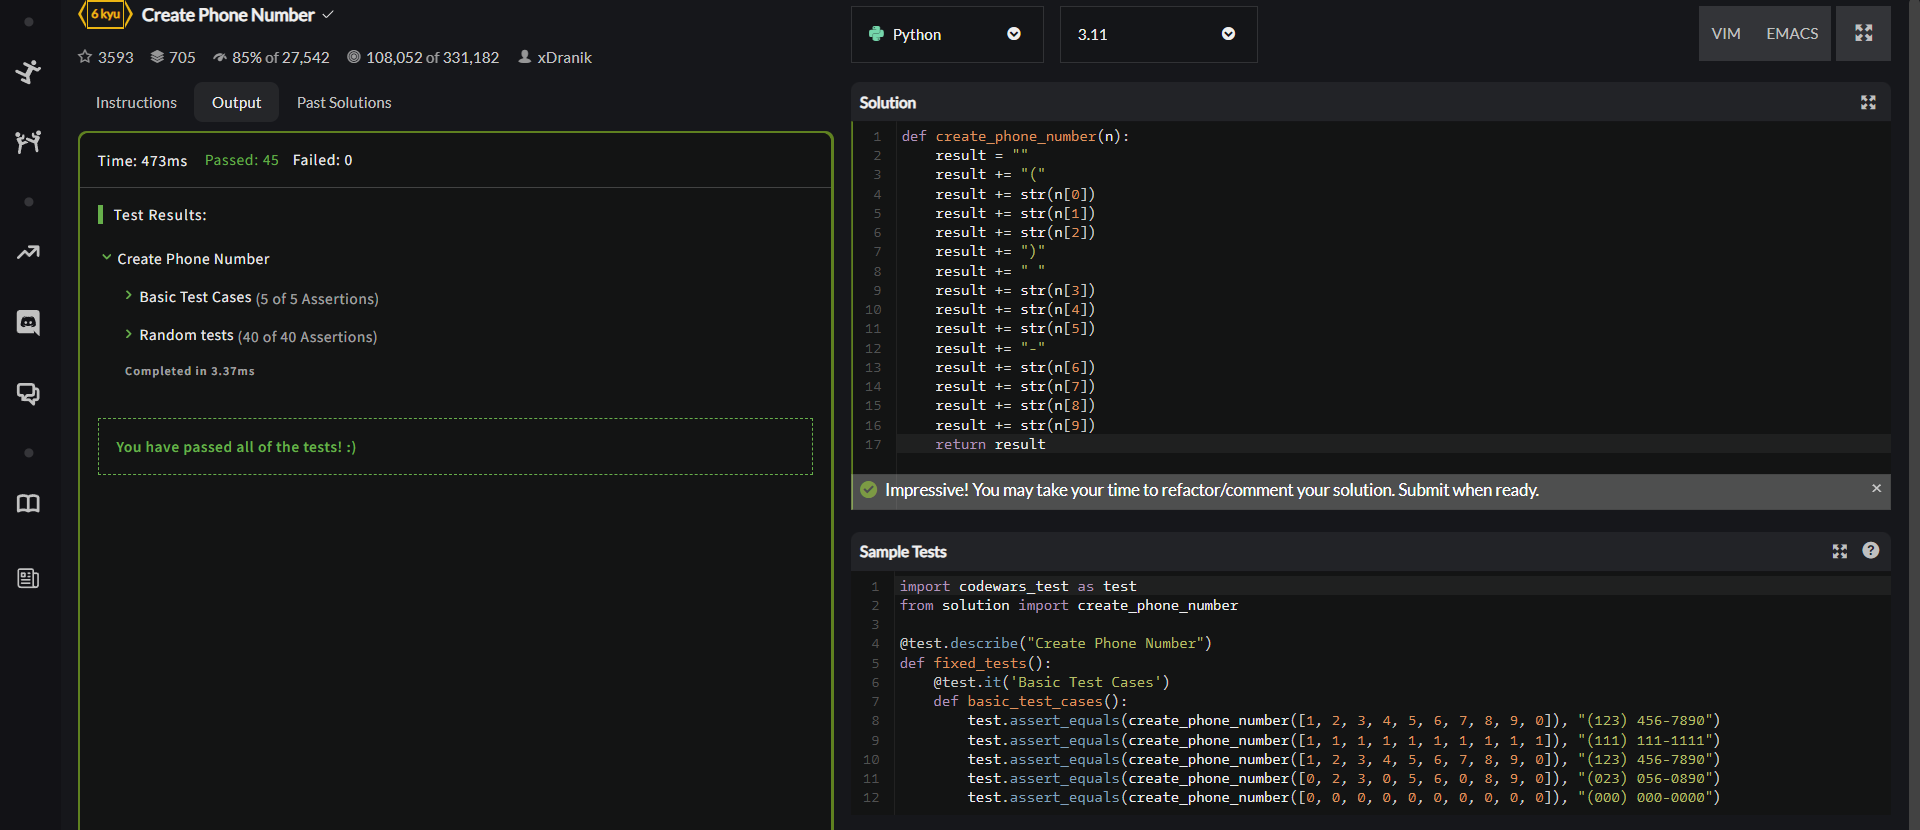 6 kyu Create Phone Number
3593 705 85% of 27,542 108,052 of 331,182 xDranik
Instructions Output Past Solutions
Time: 473ms Passed: 45 Failed: 0
Test Results:
Create Phone Number
Basic Test Cases (5 of 5 Assertions)
Random tests (40 of 40 Assertions)
Completed in 3.37ms
You have passed all of the tests! :)
Python 3.11 VIM EMACS
Solution
1 def create_phone_number(n):
2     result = ""
3     result += "("
4     result += str(n[0])
5     result += str(n[1])
6     result += str(n[2])
7     result += ")"
8     result += " "
9     result += str(n[3])
10     result += str(n[4])
11     result += str(n[5])
12     result += "-"
13     result += str(n[6])
14     result += str(n[7])
15     result += str(n[8])
16     result += str(n[9])
17     return result
Impressive! You may take your time to refactor/comment your solution. Submit when ready. ×
Sample Tests ?
1 import codewars_test as test
2 from solution import create_phone_number
3
4 @test.describe("Create Phone Number")
5 def fixed_tests():
6     @test.it('Basic Test Cases')
7     def basic_test_cases():
8         test.assert_equals(create_phone_number([1, 2, 3, 4, 5, 6, 7, 8, 9, 0]), "(123) 456-7890")
9         test.assert_equals(create_phone_number([1, 1, 1, 1, 1, 1, 1, 1, 1, 1]), "(111) 111-1111")
10         test.assert_equals(create_phone_number([1, 2, 3, 4, 5, 6, 7, 8, 9, 0]), "(123) 456-7890")
11         test.assert_equals(create_phone_number([0, 2, 3, 0, 5, 6, 0, 8, 9, 0]), "(023) 056-0890")
12         test.assert_equals(create_phone_number([0, 0, 0, 0, 0, 0, 0, 0, 0, 0]), "(000) 000-0000")